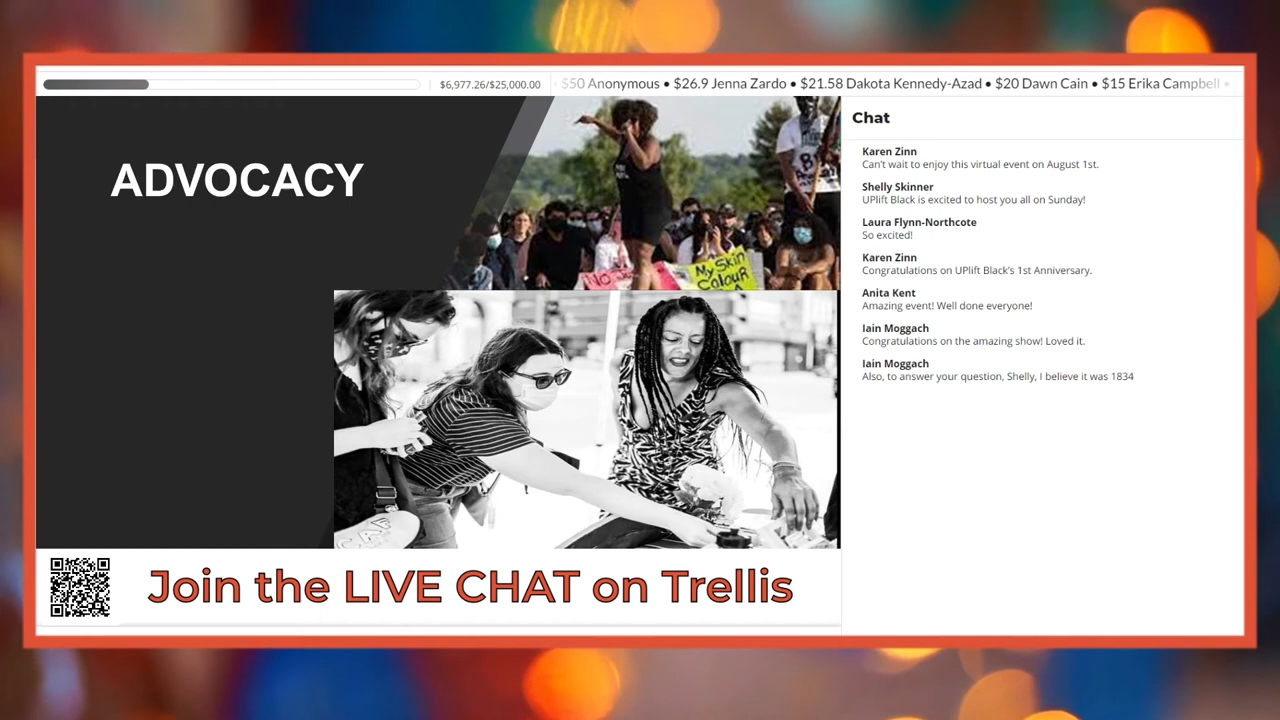 $6,977.26/$25,000.00
$50 Anonymous • $26.9 Jenna Zardo • $21.58 Dakota Kennedy-Azad • $20 Dawn Cain • $15 Erika Campbell •
ADVOCACY
My Skin
Colour
Chat
Karen Zinn
Can't wait to enjoy this virtual event on August 1st.
Shelly Skinner
UPlift Black is excited to host you all on Sunday!
Laura Flynn-Northcote
So excited!
Karen Zinn
Congratulations on UPlift Black's 1st Anniversary.
Anita Kent
Amazing event! Well done everyone!
Iain Moggach
Congratulations on the amazing show! Loved it.
Iain Moggach
Also, to answer your question, Shelly, I believe it was 1834
Join the LIVE CHAT on Trellis